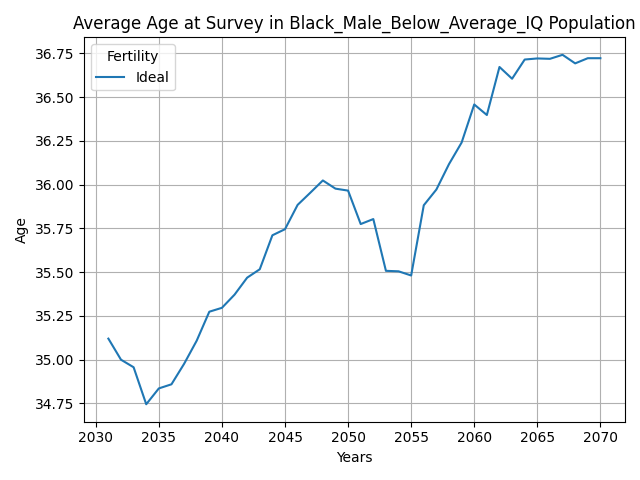 Average Age at Survey in Black_Male_Below_Average_IQ Population
Fertility
Ideal
Age
36.75
36.50
36.25
36.00
35.75
35.50
35.25
35.00
34.75
2030 2035 2040 2045 2050 2055 2060 2065 2070
Years